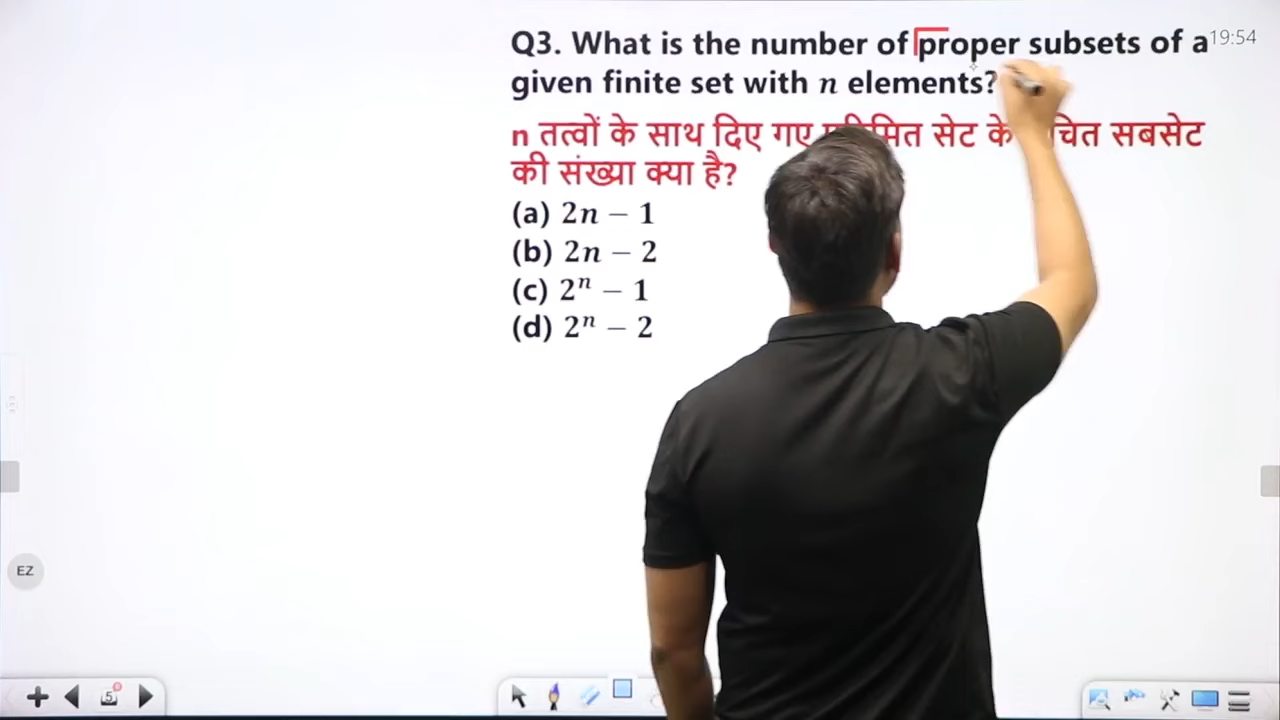 Q3. What is the number of proper subsets of a
19:54
given finite set with n elements?
n तत्वों के साथ दिए गए सेट के सबसेट
की संख्या क्या है?
(a) 2n − 1
(b) 2n − 2
(c) 2ⁿ − 1
(d) 2ⁿ − 2
EZ
5